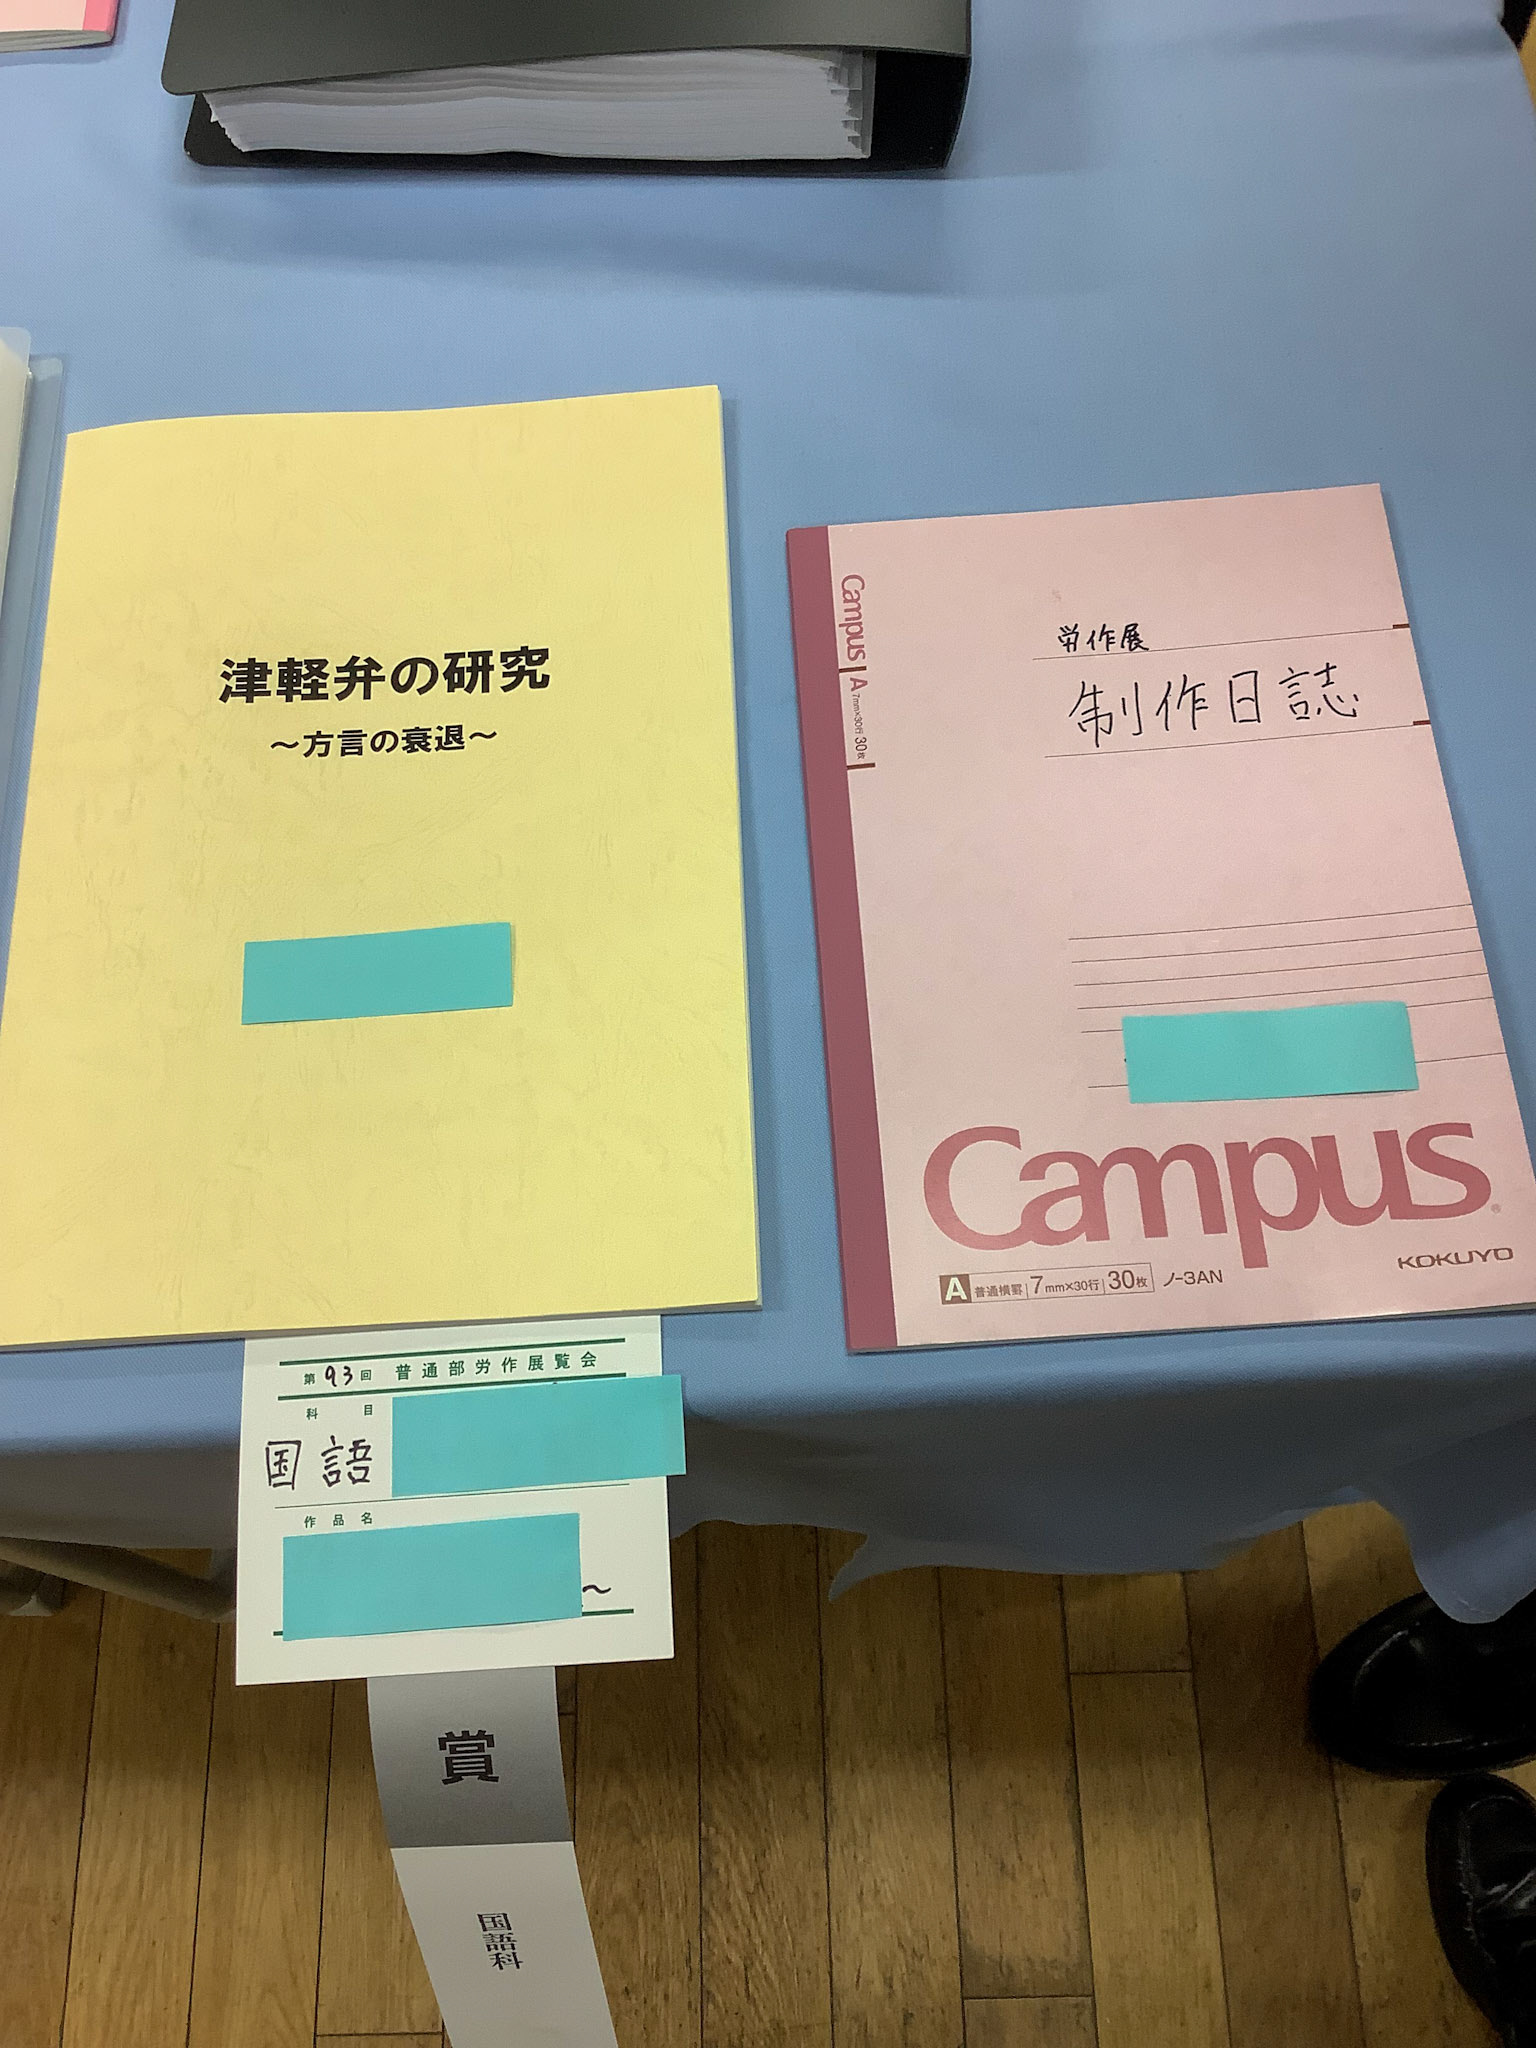 津軽弁の研究
～方言の衰退～
Campus A 7mm×30行 30枚
労作展
制作日誌
Campus
KOKUYO
A 普通横罫 7mm×30行 30枚 ノ-3AN
第93回 普通部労作展覧会
科目
国語
作品名
～
賞
国語科